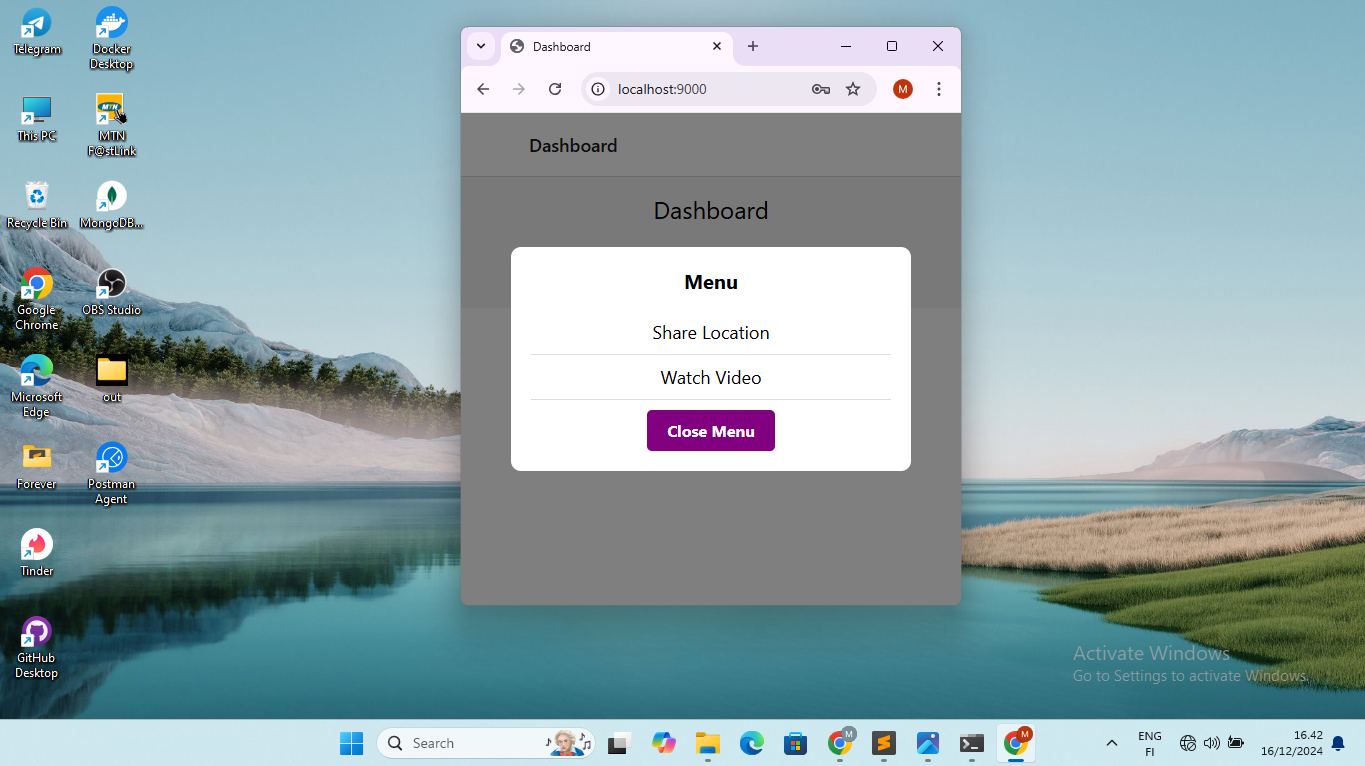 Telegram
Docker
Desktop
This PC
MTN
MTN
F@stLink
Recycle Bin
MongoDB...
Google
Chrome
OBS Studio
Microsoft
Edge
out
Forever
Postman
Agent
Tinder
GitHub
Desktop
Dashboard
localhost:9000
M
Dashboard
Dashboard
Menu
Share Location
Watch Video
Close Menu
Activate Windows
Go to Settings to activate Windows.
Search
M
M
ENG
FI
16.42
16/12/2024